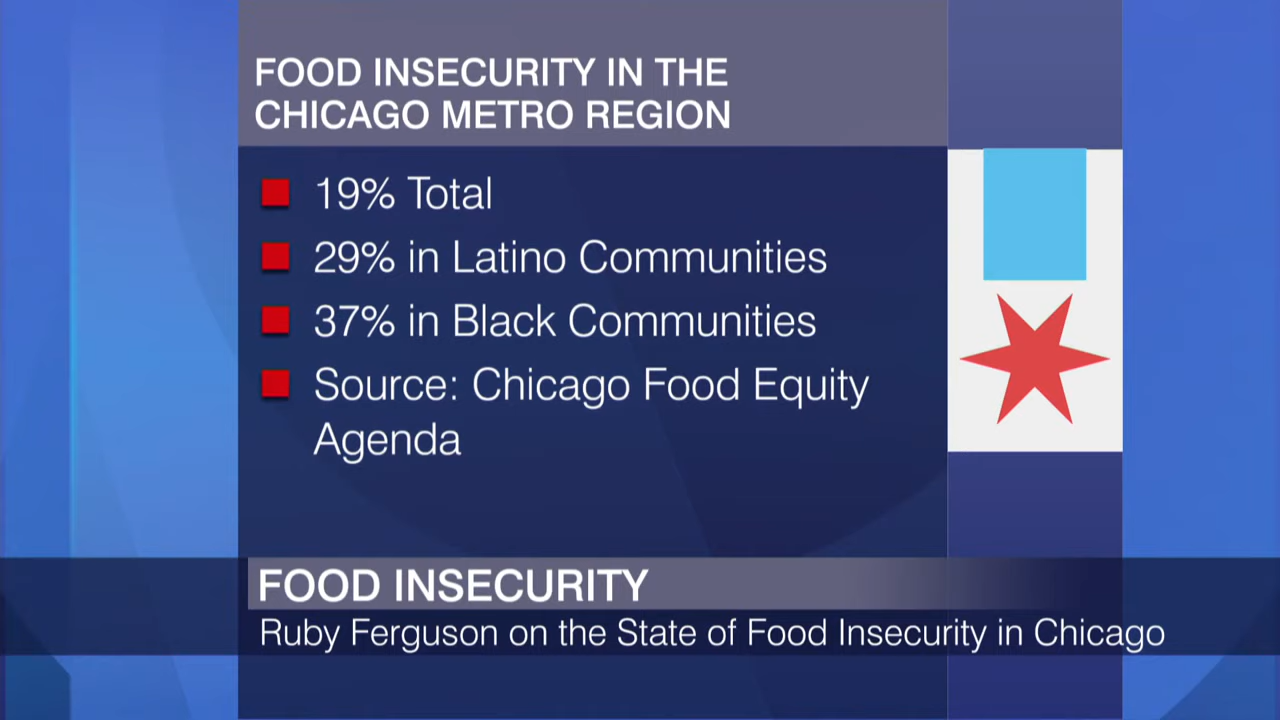 FOOD INSECURITY IN THE
CHICAGO METRO REGION
19% Total
29% in Latino Communities
37% in Black Communities
Source: Chicago Food Equity
Agenda
FOOD INSECURITY
Ruby Ferguson on the State of Food Insecurity in Chicago